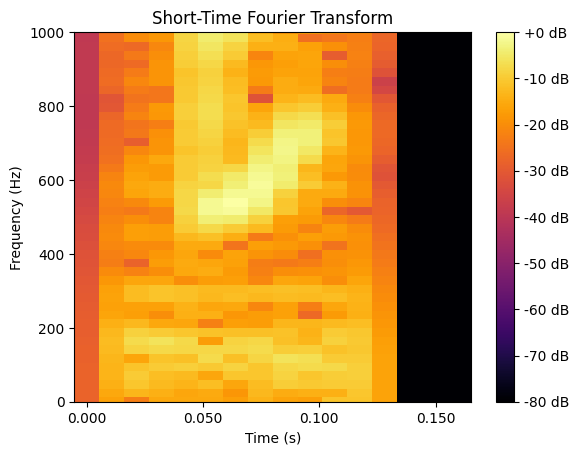 Short-Time Fourier Transform
1000
800
600
400
200
0
Frequency (Hz)
0.000
0.050
0.100
0.150
Time (s)
+0 dB
-10 dB
-20 dB
-30 dB
-40 dB
-50 dB
-60 dB
-70 dB
-80 dB